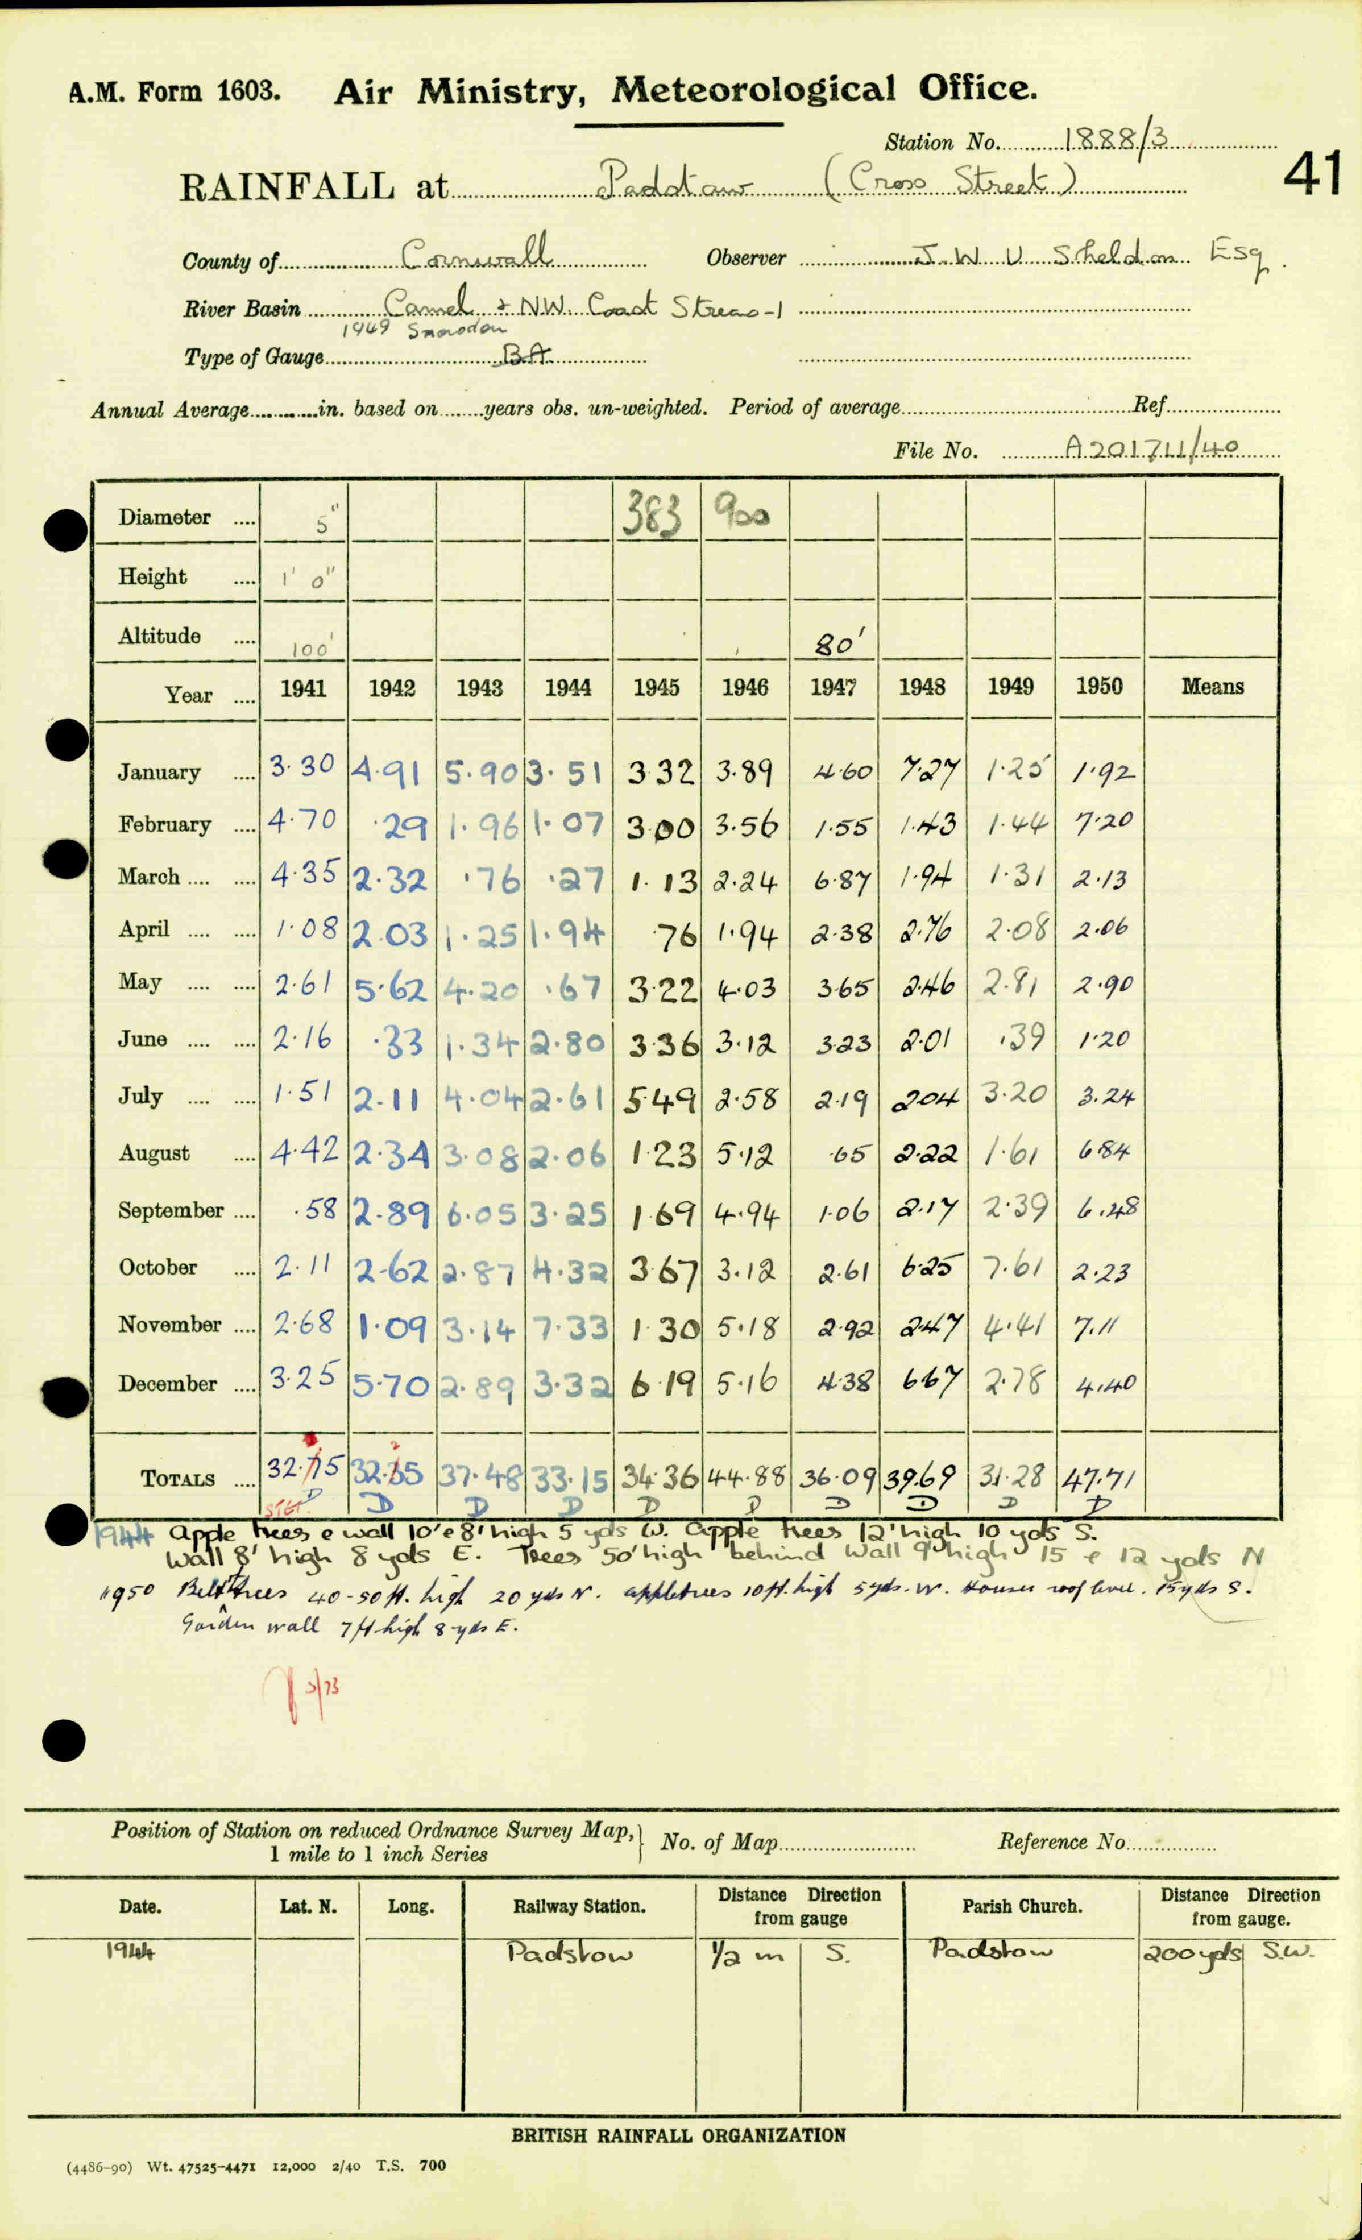 A.M. Form 1603. Air Ministry, Meteorological Office.
Station No. 1888/3
41
RAINFALL at Padstow (Cross Street)
County of Cornwall Observer J. W. U Sheldon Esq.
River Basin Camel & NW. Coast Streams-1
1949 Snowdon
Type of Gauge BA
Annual Average in. based on years obs. un-weighted. Period of average Ref.
File No. A201711/40
Diameter .... 5" 383 900
Height .... 1' 0"
Altitude .... 100' 80'
Year .... 1941 1942 1943 1944 1945 1946 1947 1948 1949 1950 Means
January .... 3.30 4.91 5.90 3.51 3.32 3.89 4.60 7.27 1.25 1.92
February .... 4.70 .29 1.96 1.07 3.00 3.56 1.55 1.43 1.44 7.20
March .... .... 4.35 2.32 .76 .27 1.13 2.24 6.87 1.94 1.31 2.13
April .... .... 1.08 2.03 1.25 1.94 .76 1.94 2.38 2.76 2.08 2.06
May .... .... 2.61 5.62 4.20 .67 3.22 4.03 3.65 2.46 2.81 2.90
June .... .... 2.16 .33 1.34 2.80 3.36 3.12 3.23 2.01 .39 1.20
July .... .... 1.51 2.11 4.04 2.61 5.49 2.58 2.19 2.04 3.20 3.24
August .... 4.42 2.34 3.08 2.06 1.23 5.12 .65 2.22 1.61 6.84
September .... .58 2.89 6.05 3.25 1.69 4.94 1.06 2.17 2.39 6.48
October .... 2.11 2.62 2.87 4.32 3.67 3.12 2.61 6.25 7.61 2.23
November .... 2.68 1.09 3.14 7.33 1.30 5.18 2.92 2.47 4.41 7.11
December .... 3.25 5.70 2.89 3.32 6.19 5.16 4.38 6.67 2.78 4.40
TOTALS .... 32.75 32.25 37.48 33.15 34.36 44.88 36.09 39.69 31.28 47.71
STET D D D D D D D D D D
1944 Apple trees & wall 10' & 8' high 5 yds W. Apple trees 12' high 10 yds S.
Wall 8' high 8 yds E. Trees 50' high behind Wall 9' high 15 & 12 yds N
1950 Belt trees 40-50 ft. high 20 yds N. appletrees 10 ft. high 5 yds. W. Houses roof level. 15 yds S.
Garden wall 7 ft high 8 yds E.
3/73
Position of Station on reduced Ordnance Survey Map,
1 mile to 1 inch Series
No. of Map Reference No.
Date. Lat. N. Long. Railway Station. Distance Direction from gauge Parish Church. Distance Direction from gauge.
1944 Padstow 1/2 m S. Padstow 200 yds S.W.
BRITISH RAINFALL ORGANIZATION
(4486-90) Wt. 47525-4471 12,000 2/40 T.S. 700